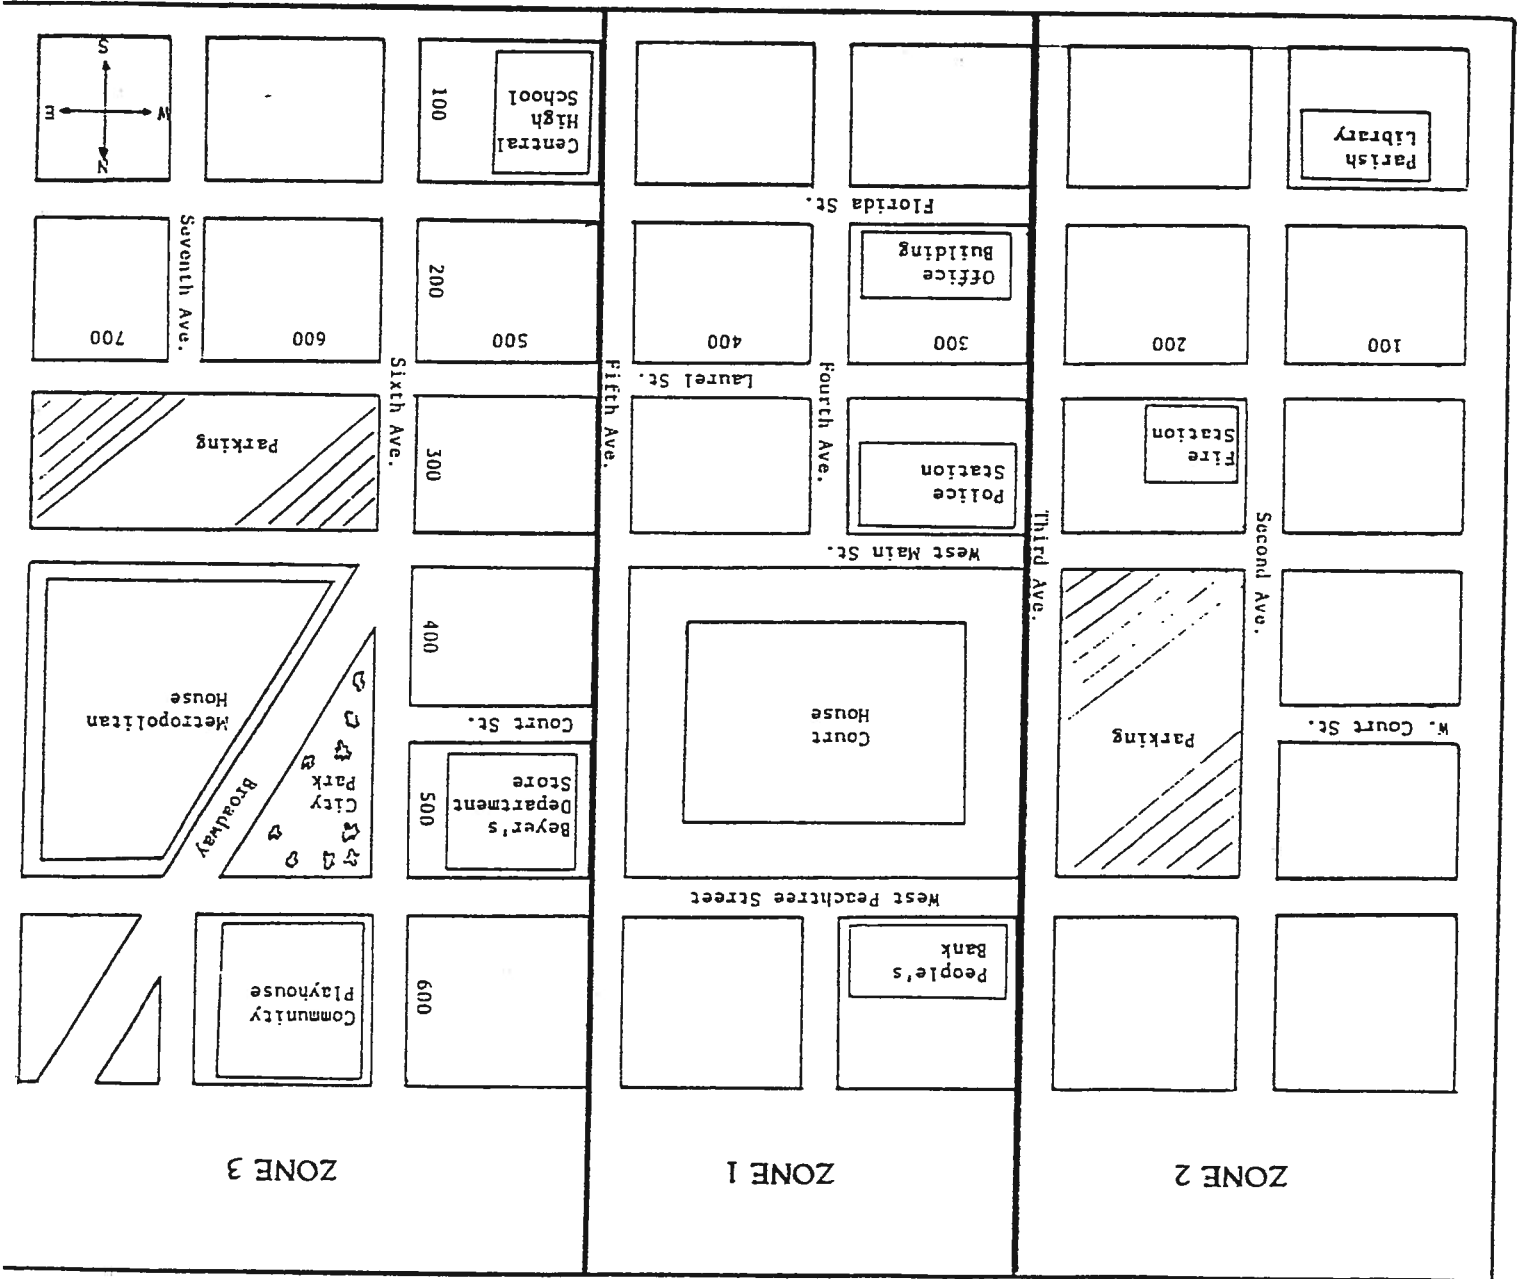 ZONE 2
ZONE 1
ZONE 3
People's
Bank
600
Community
Playhouse
West Peachtree Street
W. Court St.
Parking
Court
House
Beyer's
Department
Store
500
City
Park
Broadway
Metropolitan
House
Court St.
400
Second Ave.
Third Ave.
West Main St.
Fire
Station
Police
Station
Fourth Ave.
Fifth Ave.
300
Sixth Ave.
Parking
Laurel St.
100
200
300
400
500
600
700
200
Office
Building
Seventh Ave.
Florida St.
Parish
Library
Central
High
School
100
N
W
E
S